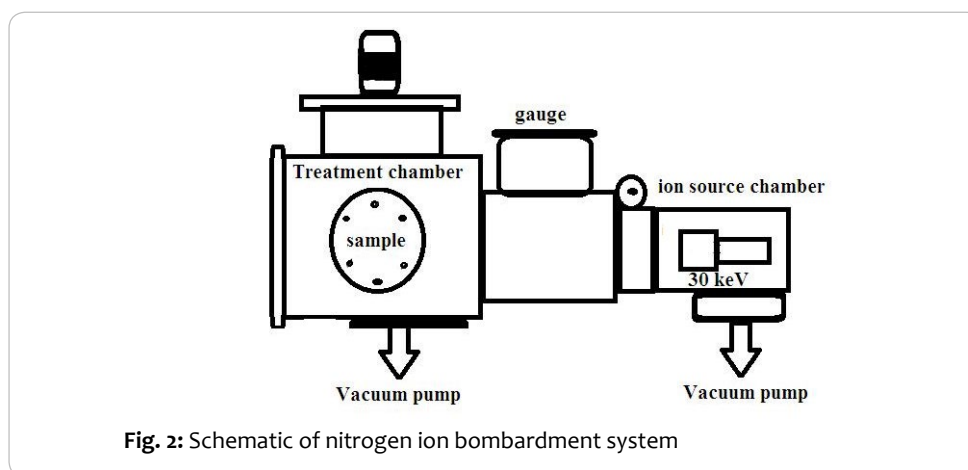 gauge
Treatment chamber
ion source chamber
sample
30 keV
Vacuum pump
Vacuum pump
Fig. 2: Schematic of nitrogen ion bombardment system